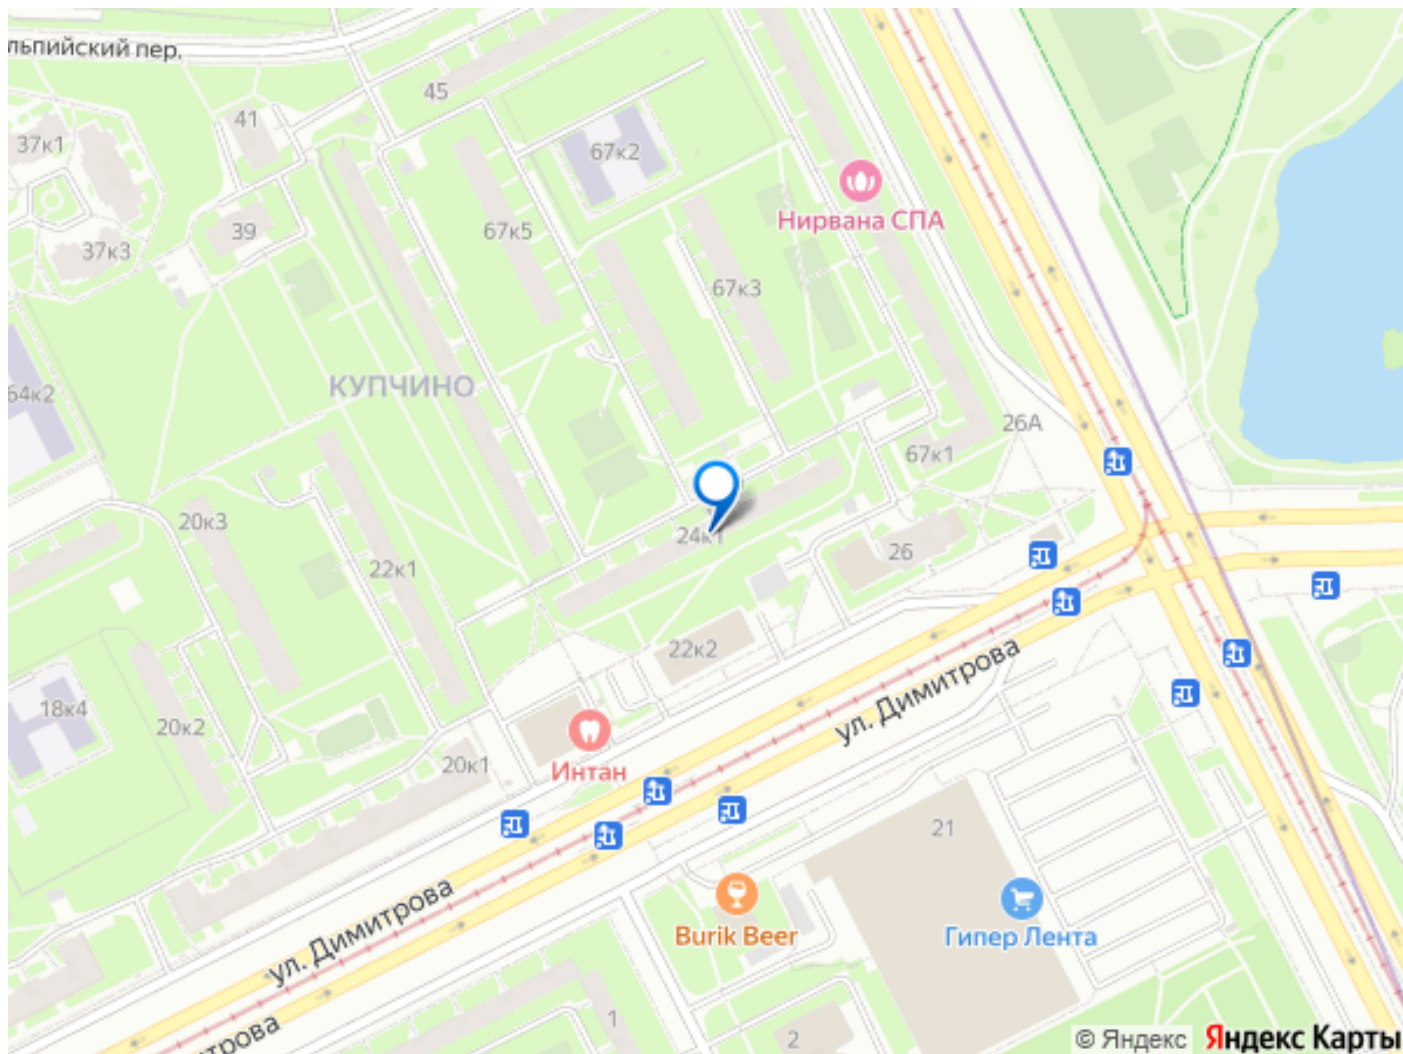 льпийский пер.
45
41
37к1
67к2
Нирвана СПА
39
67к5
37к3
67к3
64к2
КУПЧИНО
26А
67к1
20к3
24к1
26
22к1
22к2
ул. Димитрова
18к4
20к2
20к1
Интан
21
ул. Димитрова
Burik Beer
Гипер Лента
трова
1
2
© Яндекс Яндекс Карты